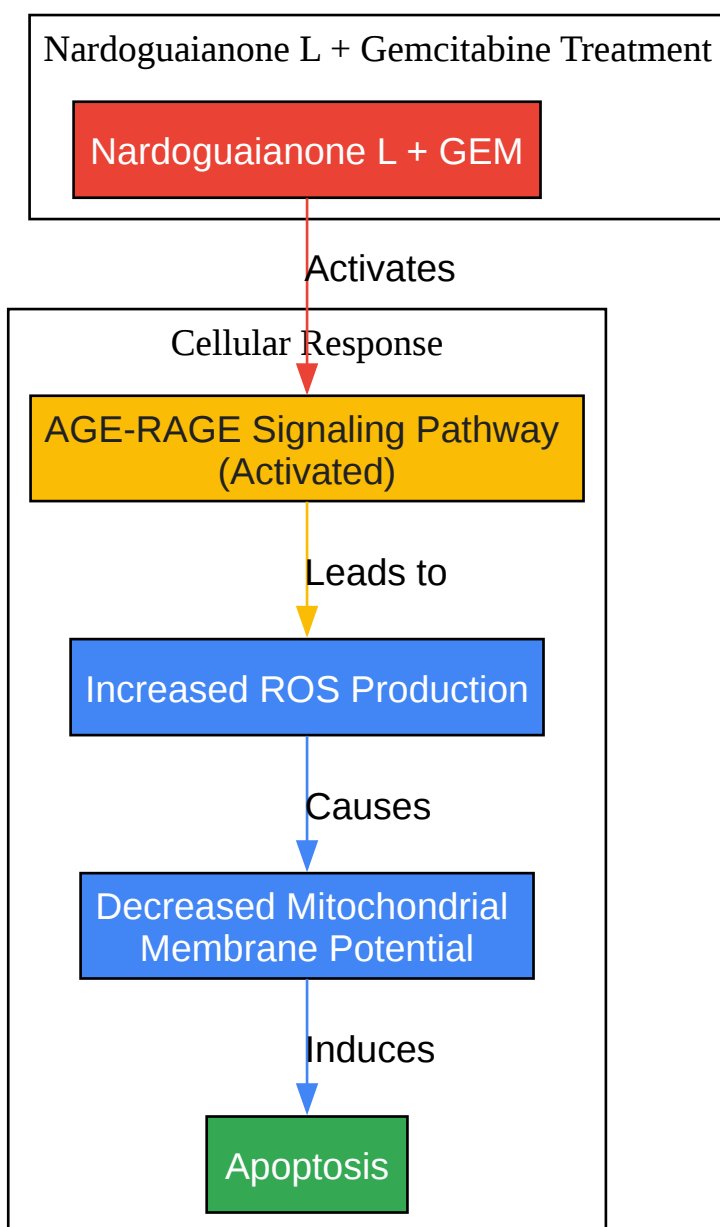 Nardoguaianone L + Gemcitabine Treatment
Nardoguaianone L + GEM
Activates
Cellular Response
AGE-RAGE Signaling Pathway
(Activated)
Leads to
Increased ROS Production
Causes
Decreased Mitochondrial
Membrane Potential
Induces
Apoptosis